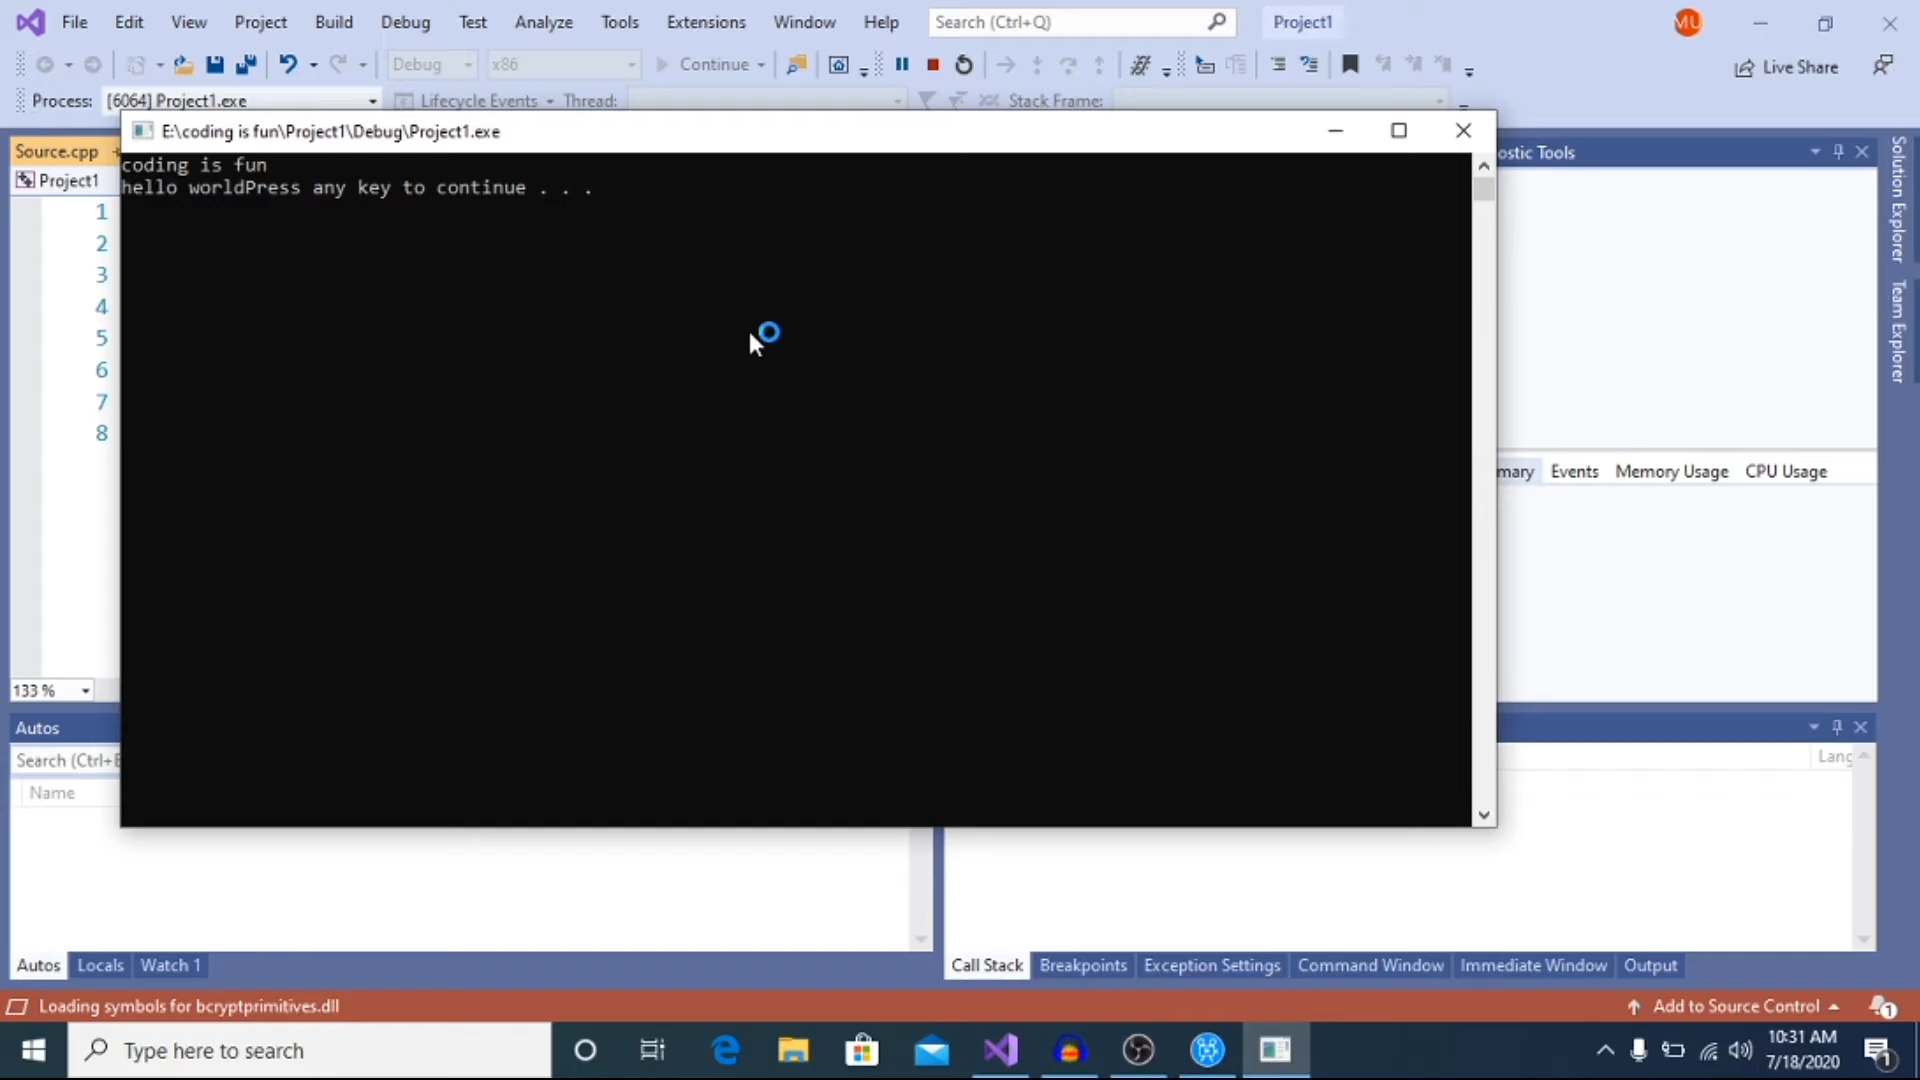 File Edit View Project Build Debug Test Analyze Tools Extensions Window Help Search (Ctrl+Q) Project1 MU
Debug x86 Continue Live Share
Process: [6064] Project1.exe Lifecycle Events Thread: Stack Frame:
E:\coding is fun\Project1\Debug\Project1.exe
Source.cpp
ostic Tools
Project1
coding is fun
hello worldPress any key to continue . . .
1
2
3
4
5
6
7
8
Solution Explorer
Team Explorer
mary Events Memory Usage CPU Usage
133 %
Autos
Search (Ctrl+E
Lang
Name
Autos Locals Watch 1
Call Stack Breakpoints Exception Settings Command Window Immediate Window Output
Loading symbols for bcryptprimitives.dll
Add to Source Control 1
Type here to search
10:31 AM
7/18/2020
1